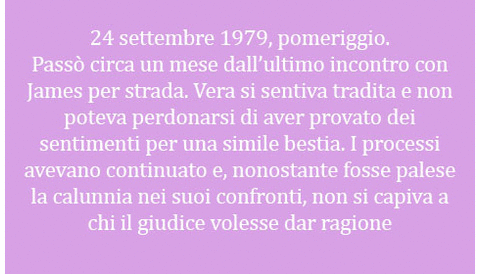 24 settembre 1979, pomeriggio.
Passò circa un mese dall’ultimo incontro con
James per strada. Vera si sentiva tradita e non
poteva perdonarsi di aver provato dei
sentimenti per una simile bestia. I processi
avevano continuato e, nonostante fosse palese
la calunnia nei suoi confronti, non si capiva a
chi il giudice volesse dar ragione